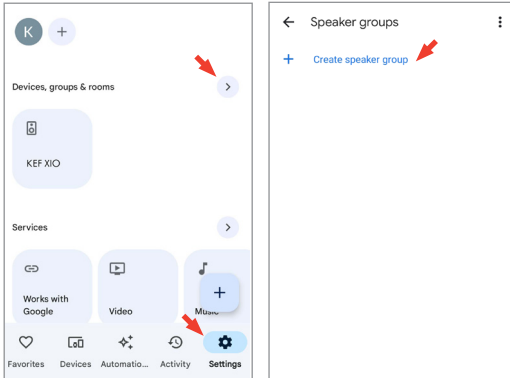 K
Devices, groups & rooms
KEF XIO
Services
Works with
Google
Video
Music
Favorites
Devices
Automatio...
Activity
Settings
Speaker groups
Create speaker group